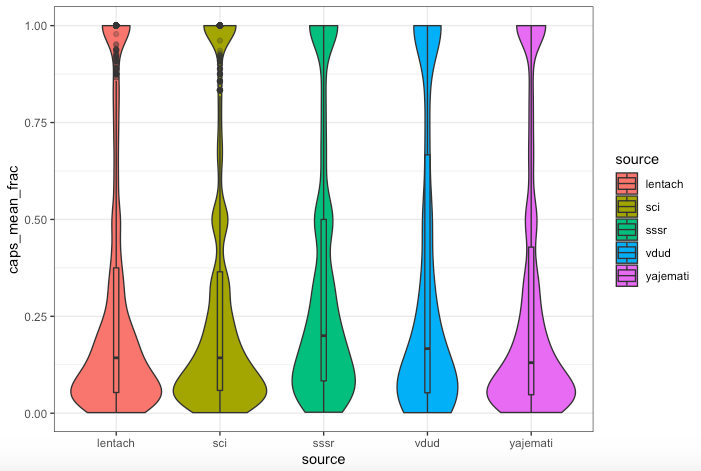 1.00
0.75
0.50
0.25
0.00
caps_mean_frac
lentach sci sssr vdud yajemati
source
source
lentach
sci
sssr
vdud
yajemati